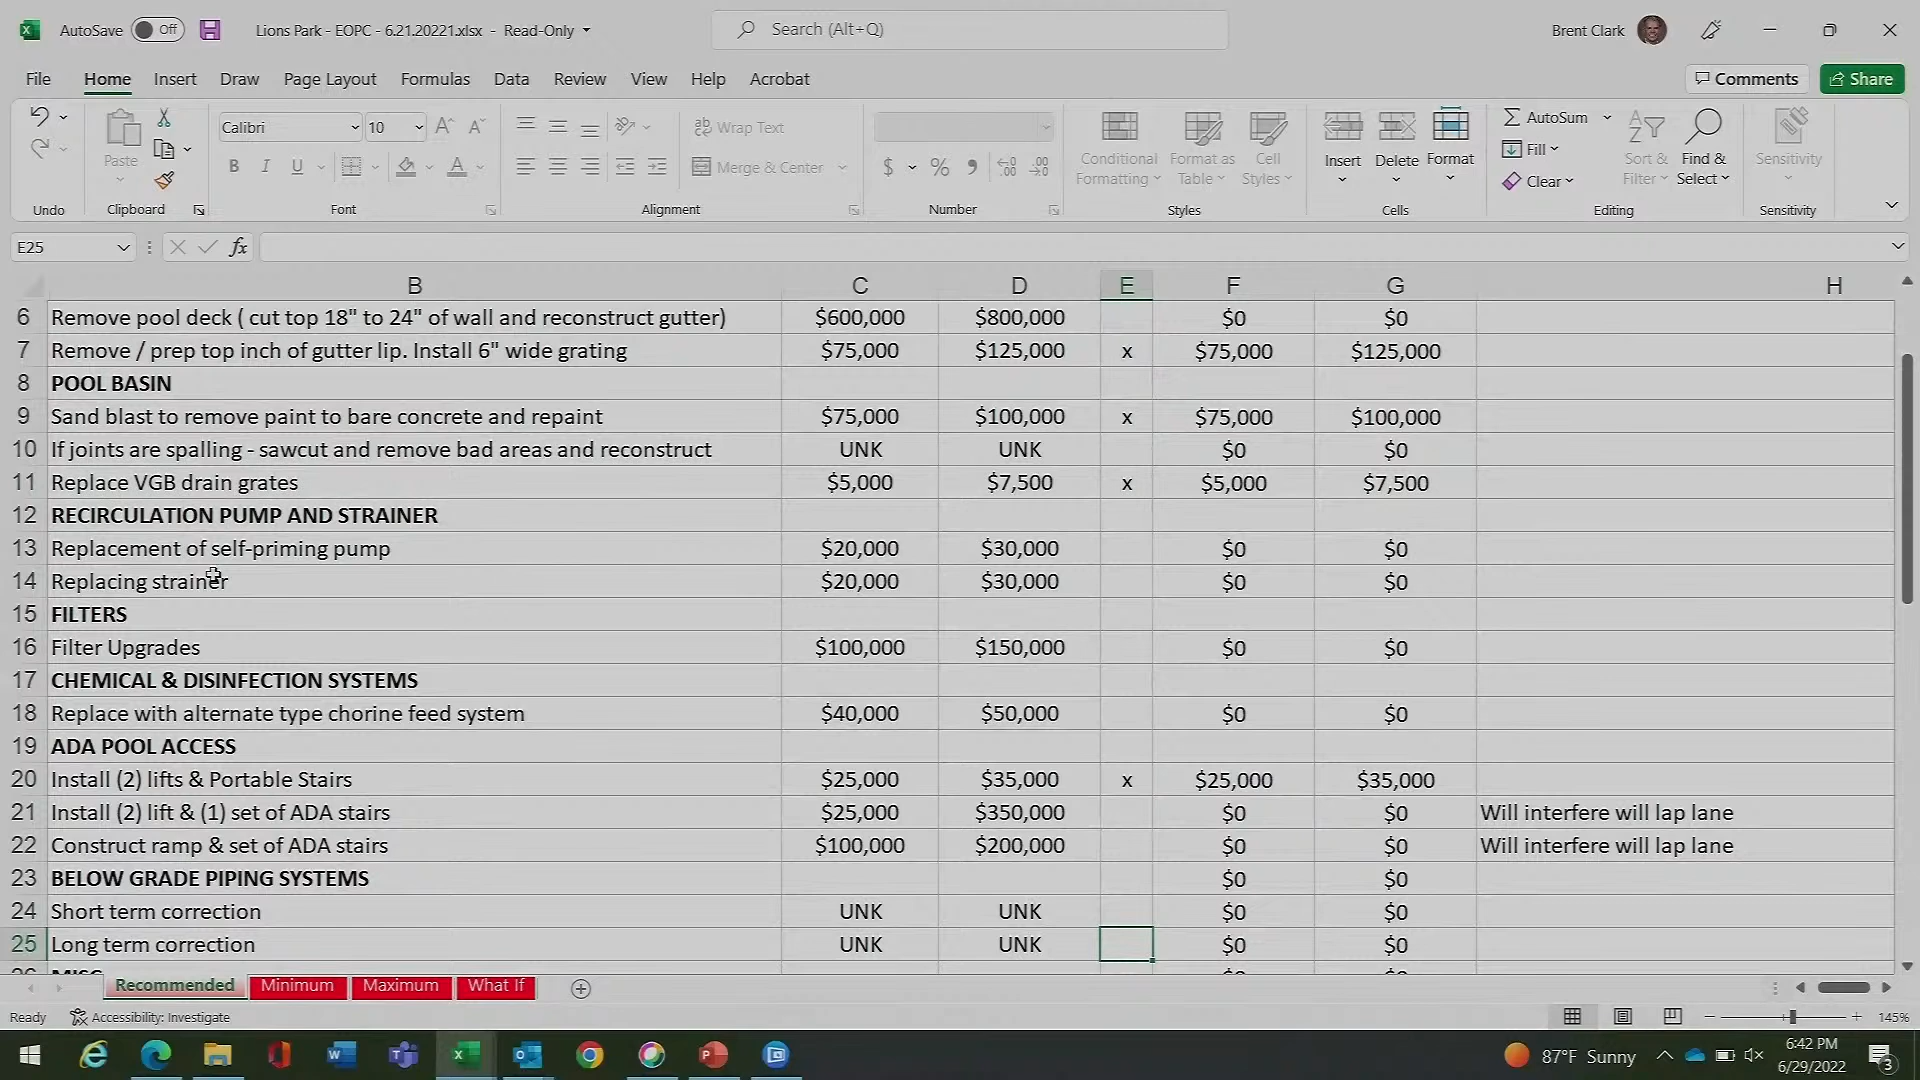 AutoSave Off Lions Park - EOPC - 6.21.20221.xlsx - Read-Only Search (Alt+Q) Brent Clark
File Home Insert Draw Page Layout Formulas Data Review View Help Acrobat Comments Share
Calibri 10 Wrap Text AutoSum
Paste B I U Merge & Center $ % Conditional Formatting Format as Table Cell Styles Insert Delete Format Fill Clear Sort & Filter Find & Select Sensitivity
Undo Clipboard Font Alignment Number Styles Cells Editing Sensitivity
E25 fx
B C D E F G H
6 Remove pool deck ( cut top 18" to 24" of wall and reconstruct gutter) $600,000 $800,000 $0 $0
7 Remove / prep top inch of gutter lip. Install 6" wide grating $75,000 $125,000 x $75,000 $125,000
8 POOL BASIN
9 Sand blast to remove paint to bare concrete and repaint $75,000 $100,000 x $75,000 $100,000
10 If joints are spalling - sawcut and remove bad areas and reconstruct UNK UNK $0 $0
11 Replace VGB drain grates $5,000 $7,500 x $5,000 $7,500
12 RECIRCULATION PUMP AND STRAINER
13 Replacement of self-priming pump $20,000 $30,000 $0 $0
14 Replacing strainer $20,000 $30,000 $0 $0
15 FILTERS
16 Filter Upgrades $100,000 $150,000 $0 $0
17 CHEMICAL & DISINFECTION SYSTEMS
18 Replace with alternate type chorine feed system $40,000 $50,000 $0 $0
19 ADA POOL ACCESS
20 Install (2) lifts & Portable Stairs $25,000 $35,000 x $25,000 $35,000
21 Install (2) lift & (1) set of ADA stairs $25,000 $350,000 $0 $0 Will interfere will lap lane
22 Construct ramp & set of ADA stairs $100,000 $200,000 $0 $0 Will interfere will lap lane
23 BELOW GRADE PIPING SYSTEMS $0 $0
24 Short term correction UNK UNK $0 $0
25 Long term correction UNK UNK $0 $0
Recommended Minimum Maximum What If
Ready Accessibility: Investigate 145%
87°F Sunny 6:42 PM
6/29/2022 3